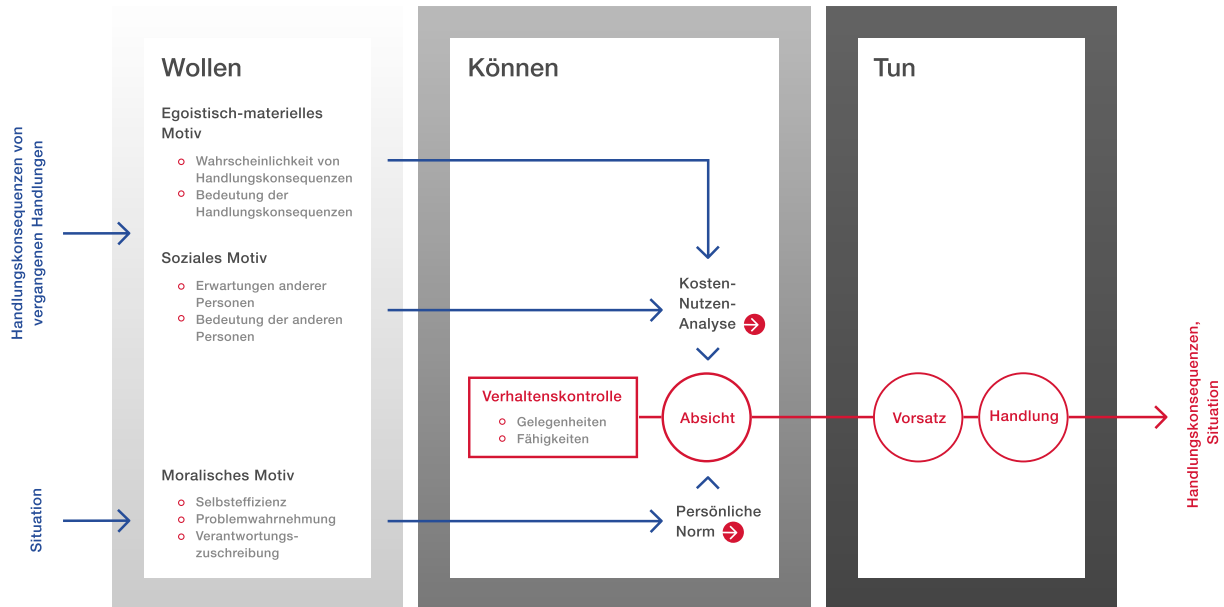 Handlungskonsequenzen von
vergangenen Handlungen
Situation
Wollen
Egoistisch-materielles
Motiv
Wahrscheinlichkeit von
Handlungskonsequenzen
Bedeutung der
Handlungskonsequenzen
Soziales Motiv
Erwartungen anderer
Personen
Bedeutung der anderen
Personen
Moralisches Motiv
Selbsteffizienz
Problemwahrnehmung
Verantwortungs-
zuschreibung
Können
Kosten-
Nutzen-
Analyse
Verhaltenskontrolle
Gelegenheiten
Fähigkeiten
Absicht
Persönliche
Norm
Tun
Vorsatz
Handlung
Handlungskonsequenzen,
Situation